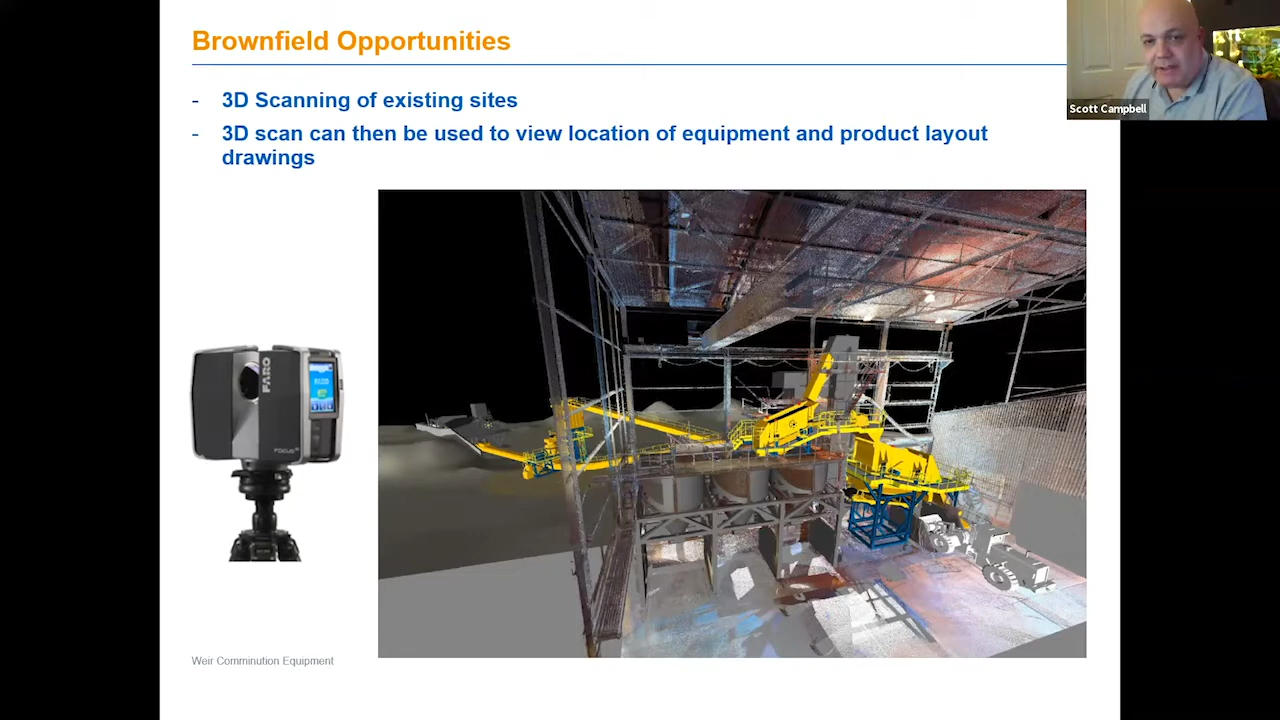 Brownfield Opportunities
Scott Campbell
- 3D Scanning of existing sites
- 3D scan can then be used to view location of equipment and product layout
drawings
FARO
FOCUS
Weir Comminution Equipment